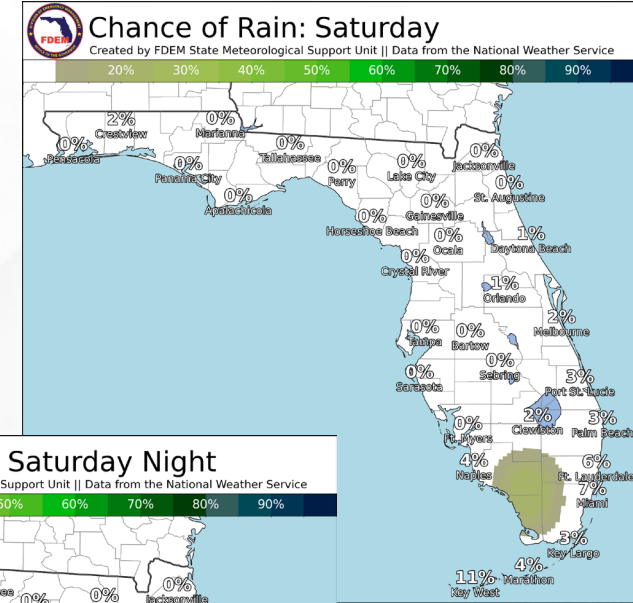 FDEM
Chance of Rain: Saturday
Created by FDEM State Meteorological Support Unit || Data from the National Weather Service
20% 30% 40% 50% 60% 70% 80% 90%
2%
Crestview
0%
Marianna
0%
Pensacola
0%
Tallahassee
0%
Jacksonville
0%
Panama City
0%
Perry
0%
Lake City
0%
St. Augustine
0%
Apalachicola
0%
Gainesville
0%
Horseshoe Beach
0%
Ocala
1%
Daytona Beach
0%
Crystal River
1%
Orlando
2%
Melbourne
0%
Tampa
0%
Bartow
0%
Sebring
0%
Sarasota
3%
Port St. Lucie
2%
Clewiston
3%
Palm Beach
0%
Ft. Myers
4%
Naples
6%
Ft. Lauderdale
7%
Miami
3%
Key Largo
4%
Marathon
11%
Key West
Saturday Night
Support Unit || Data from the National Weather Service
50% 60% 70% 80% 90%
0%
0%
0%
Jacksonville